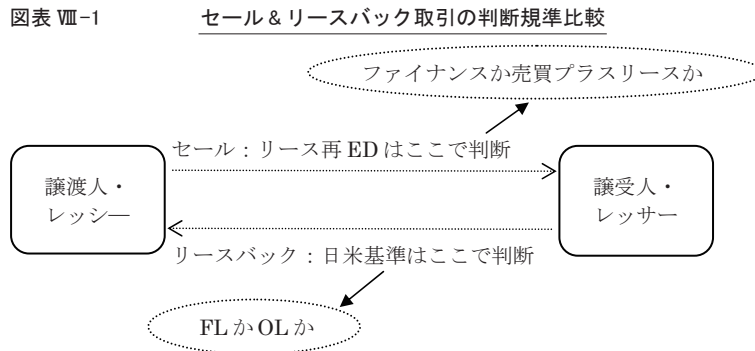 図表 Ⅷ-1　セール＆リースバック取引の判断規準比較
ファイナンスか売買プラスリースか
セール：リース再 ED はここで判断
譲渡人・
レッシー
譲受人・
レッサー
リースバック：日米基準はここで判断
FL か OL か